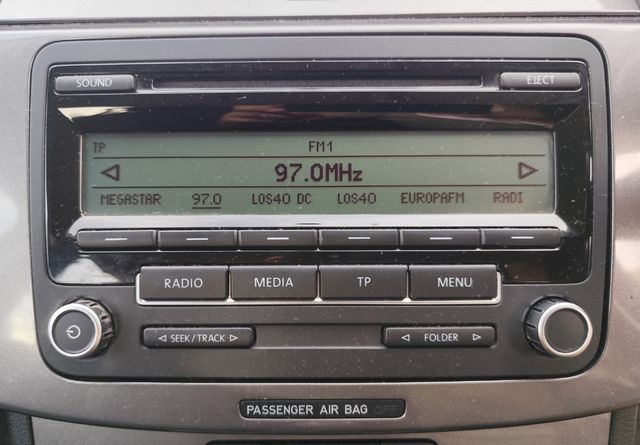 SOUND EJECT
TP FM1
97.0MHz
MEGASTAR 97.0 LOS40 DC LOS40 EUROPAFM RADI
RADIO MEDIA TP MENU
SEEK/TRACK FOLDER
PASSENGER AIR BAG OFF